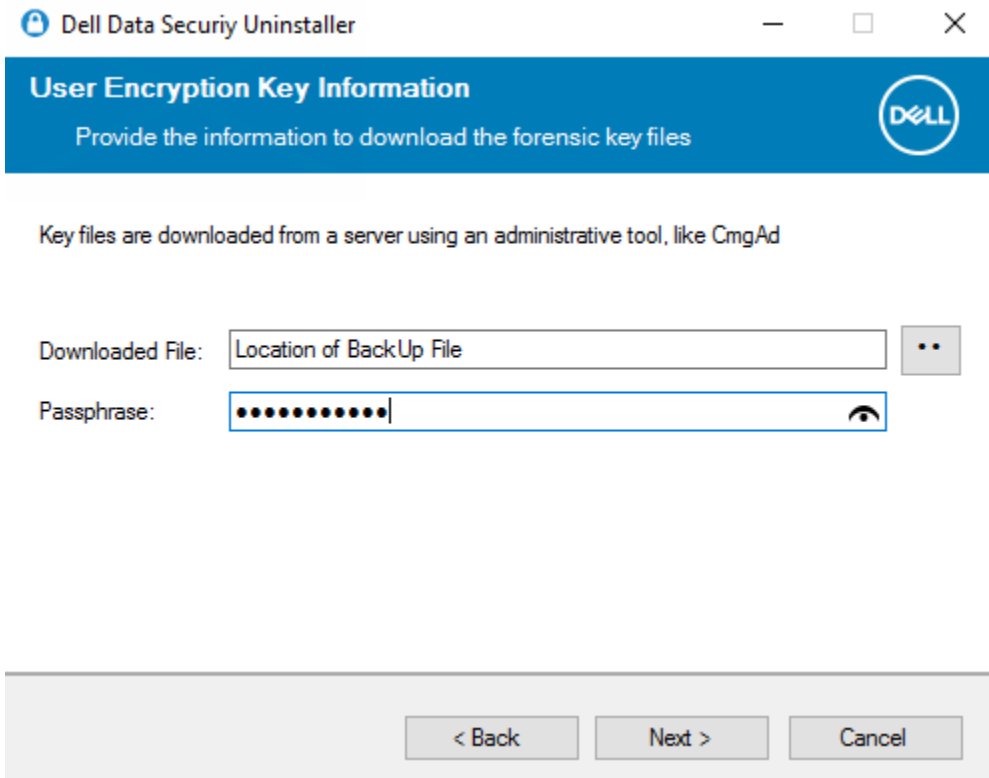 Dell Data Securiy Uninstaller
User Encryption Key Information
Provide the information to download the forensic key files
DELL
Key files are downloaded from a server using an administrative tool, like CmgAd
Downloaded File: Location of BackUp File ..
Passphrase: •••••••••••
< Back Next > Cancel